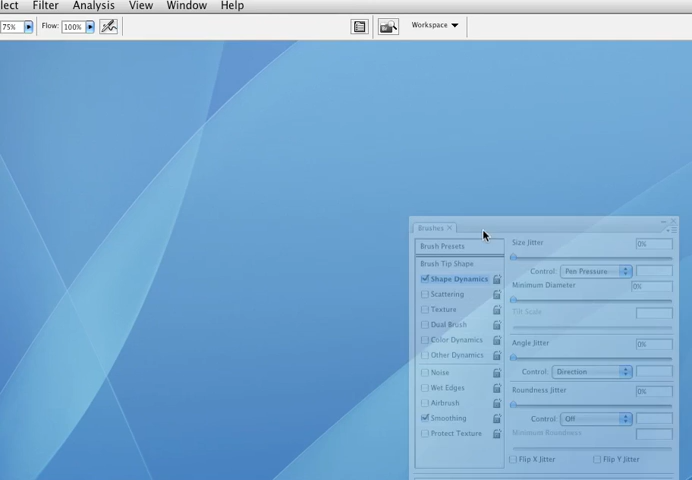 lect Filter Analysis View Window Help
75% Flow: 100% Workspace
Brushes
Brush Presets
Brush Tip Shape
Shape Dynamics
Scattering
Texture
Dual Brush
Color Dynamics
Other Dynamics
Noise
Wet Edges
Airbrush
Smoothing
Protect Texture
Size Jitter 0%
Control: Pen Pressure
Minimum Diameter 0%
Tilt Scale
Angle Jitter 0%
Control: Direction
Roundness Jitter 0%
Control: Off
Minimum Roundness
Flip X Jitter Flip Y Jitter